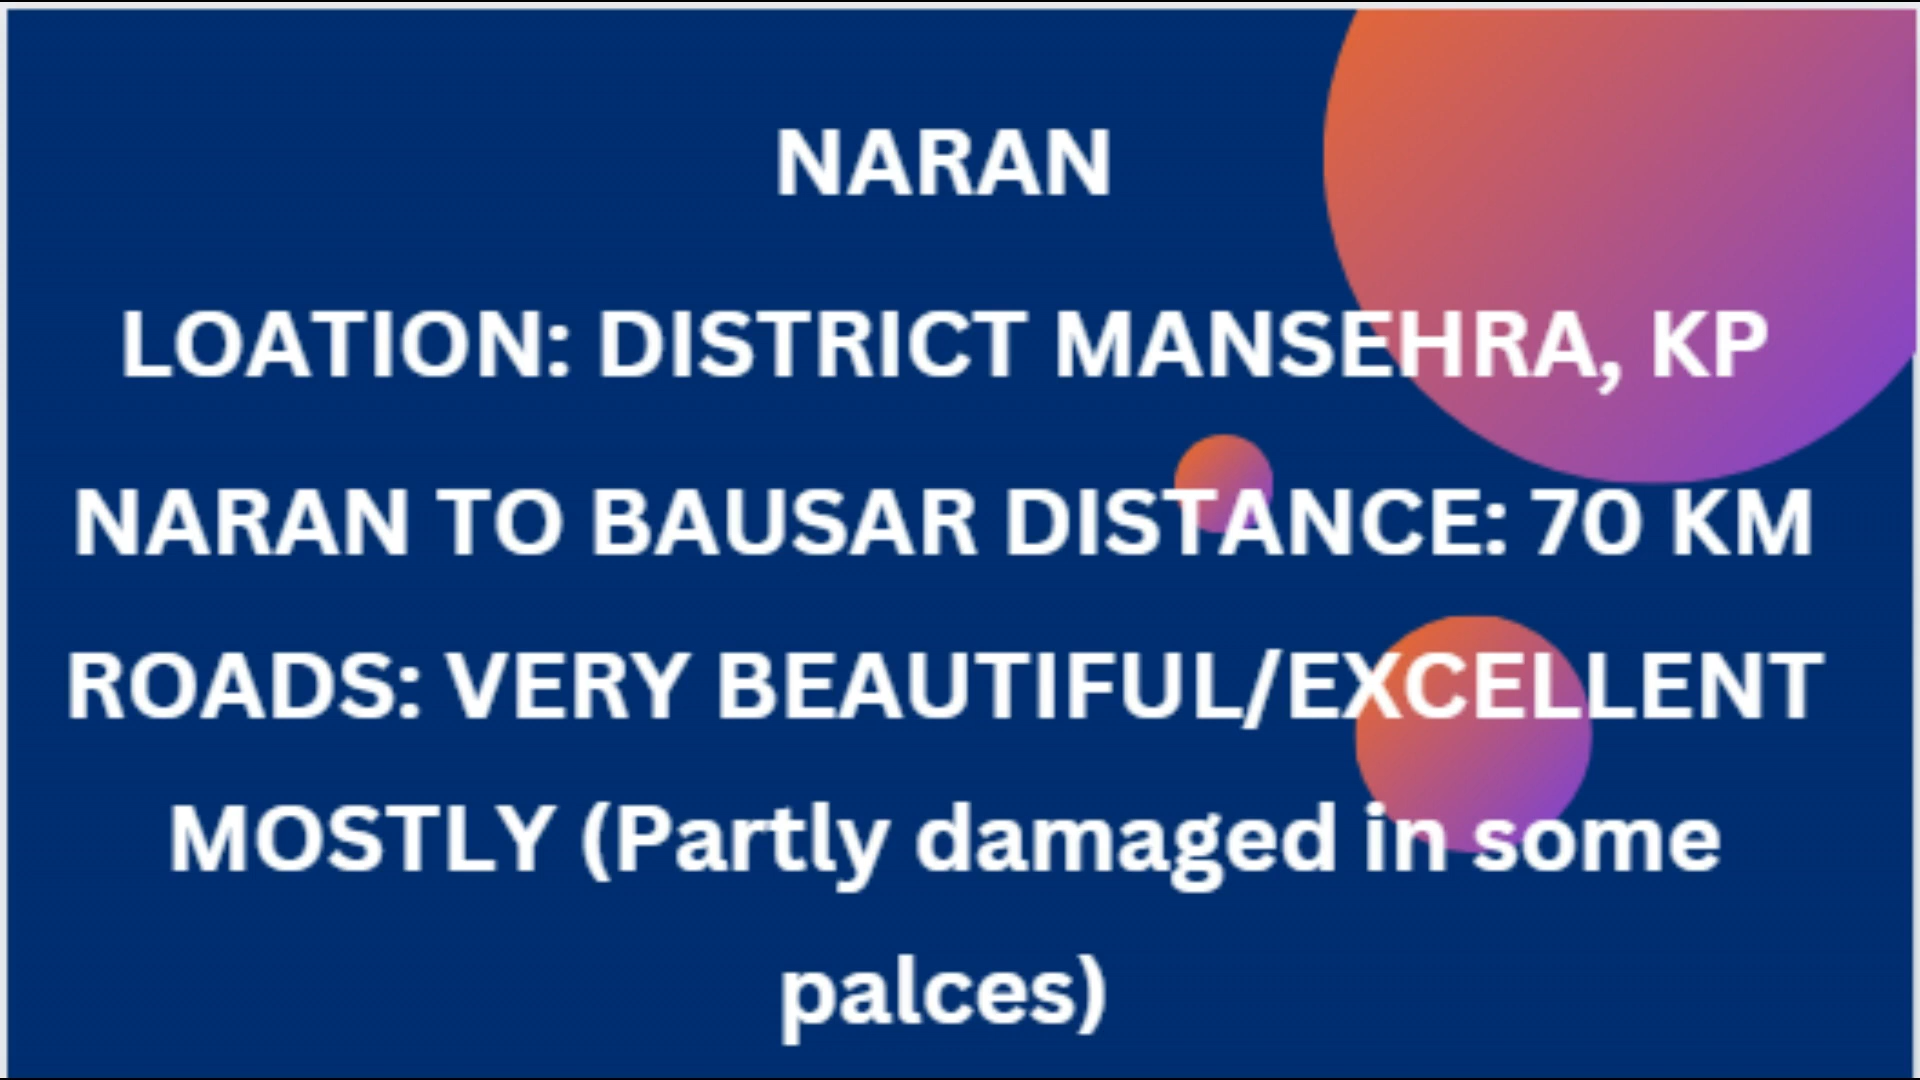 NARAN
LOATION: DISTRICT MANSEHRA, KP
NARAN TO BAUSAR DISTANCE: 70 KM
ROADS: VERY BEAUTIFUL/EXCELLENT
MOSTLY (Partly damaged in some
palces)